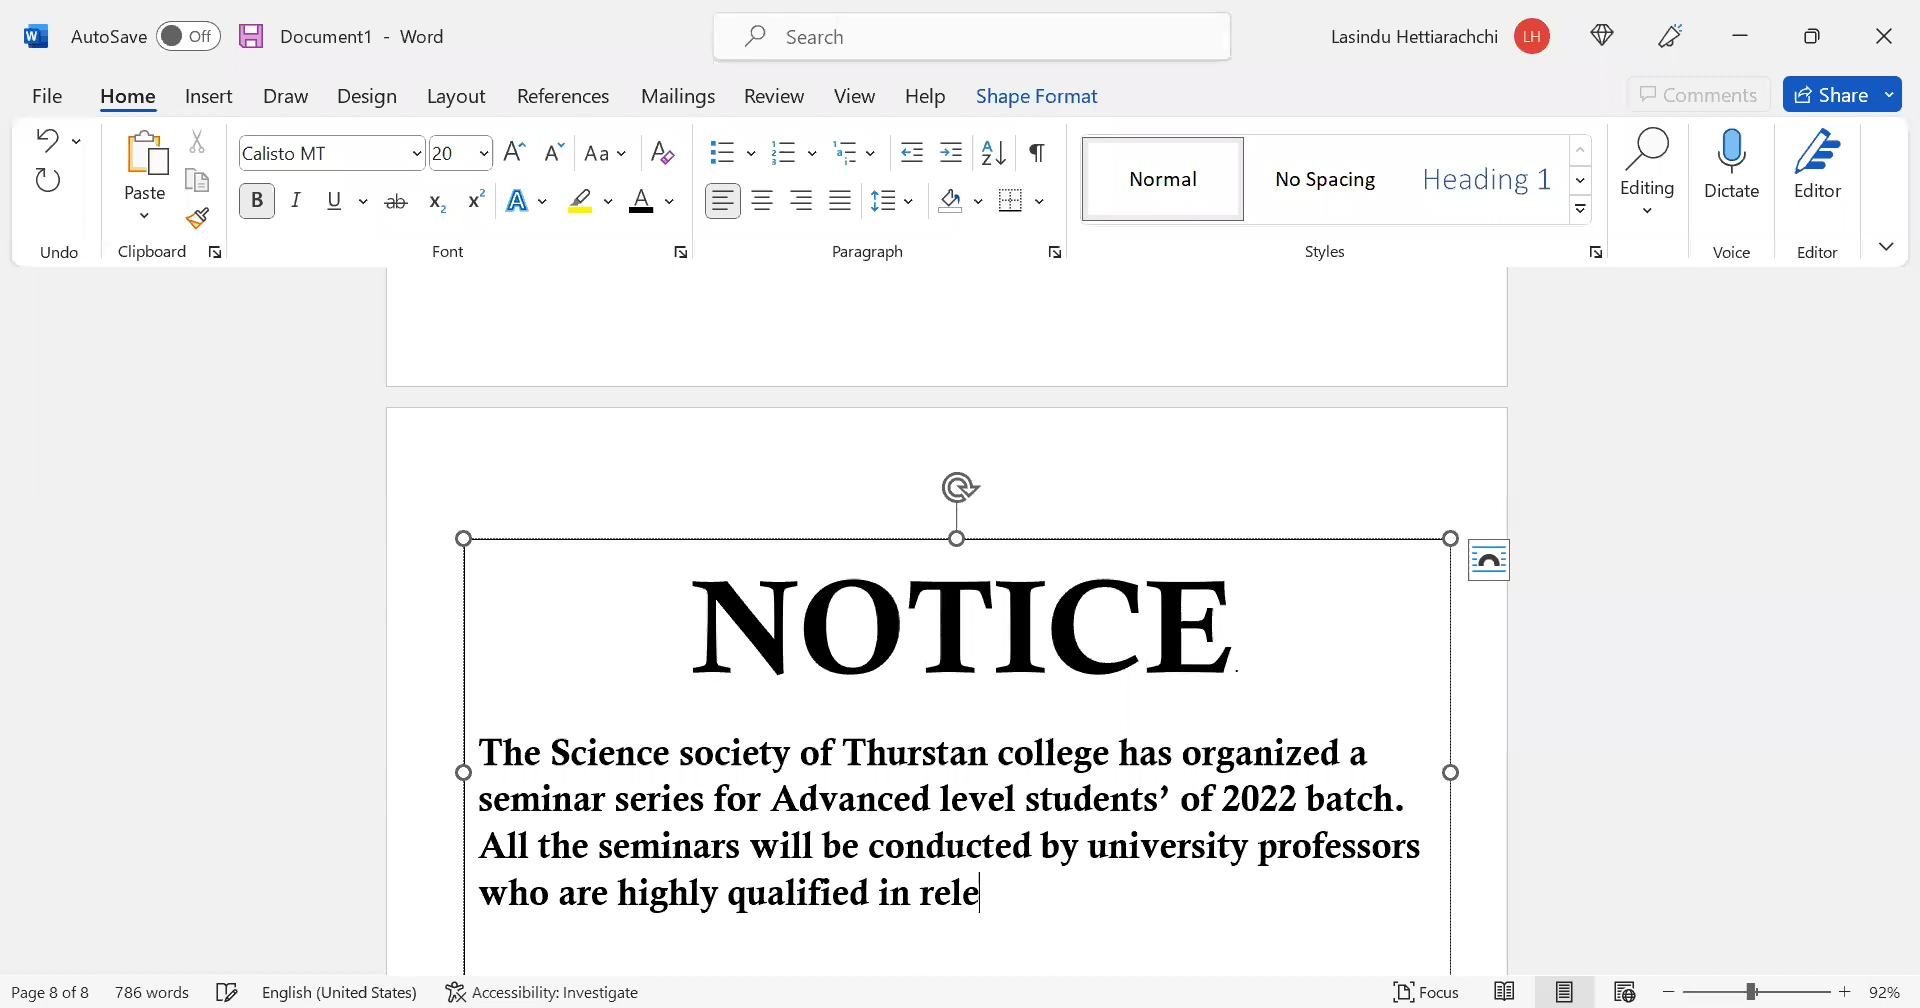 AutoSave Off Document1 - Word Search Lasindu Hettiarachchi LH
File Home Insert Draw Design Layout References Mailings Review View Help Shape Format Comments Share
Calisto MT 20 Aa
Paste
B I U ab x₂ x² A A
Normal No Spacing Heading 1
Editing Dictate Editor
Undo Clipboard Font Paragraph Styles Voice Editor
NOTICE.
The Science society of Thurstan college has organized a
seminar series for Advanced level students’ of 2022 batch.
All the seminars will be conducted by university professors
who are highly qualified in rele
Page 8 of 8 786 words English (United States) Accessibility: Investigate Focus 92%